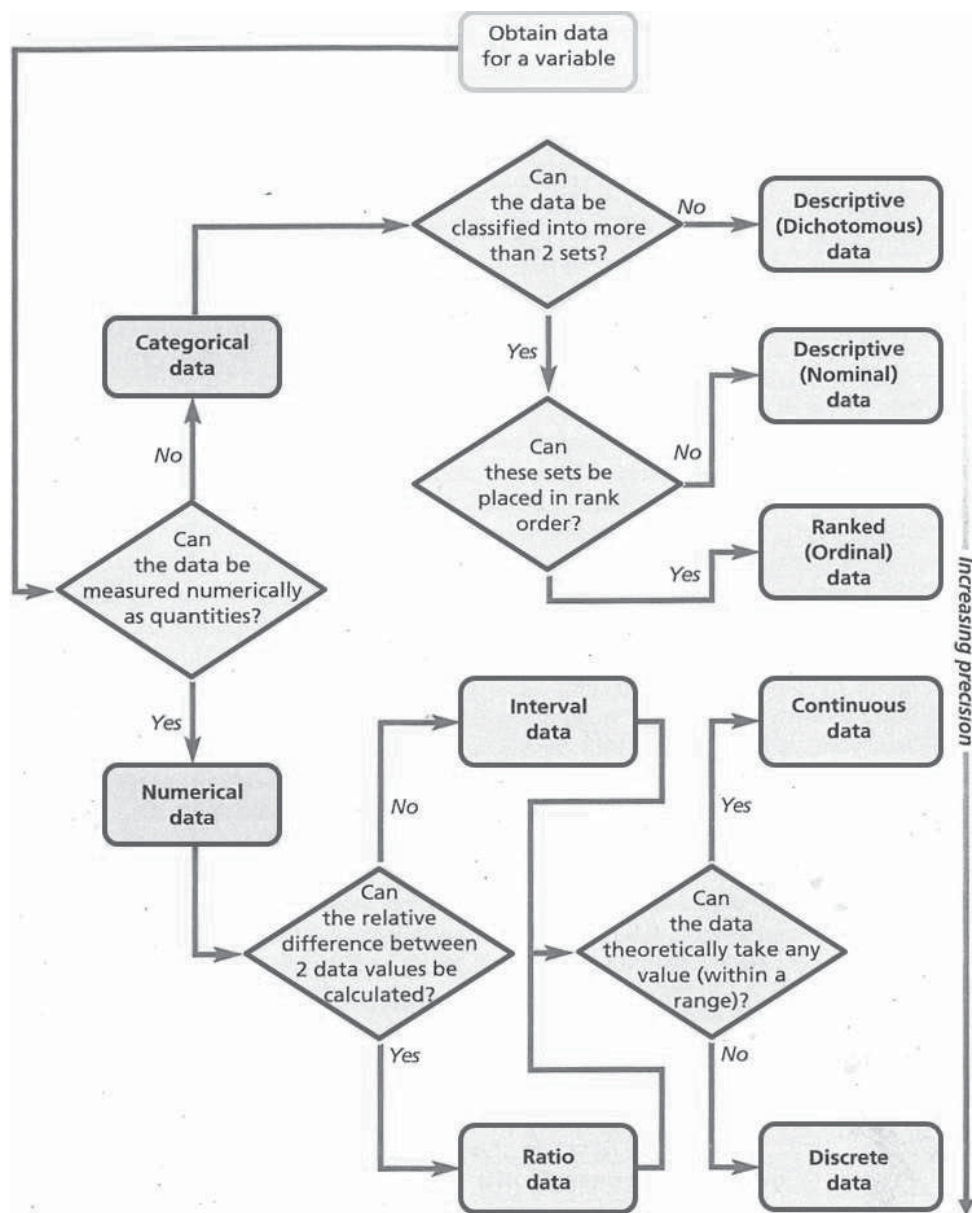 Obtain data
for a variable
Can
the data be
classified into more
than 2 sets?
No
Descriptive
(Dichotomous)
data
Categorical
data
Yes
Descriptive
(Nominal)
data
No
Can
these sets be
placed in rank
order?
No
Ranked
(Ordinal)
data
Yes
Can
the data be
measured numerically
as quantities?
Increasing precision
Yes
Interval
data
Continuous
data
Numerical
data
No
Yes
Can
the relative
difference between
2 data values be
calculated?
Can
the data
theoretically take any
value (within a
range)?
Yes
No
Ratio
data
Discrete
data